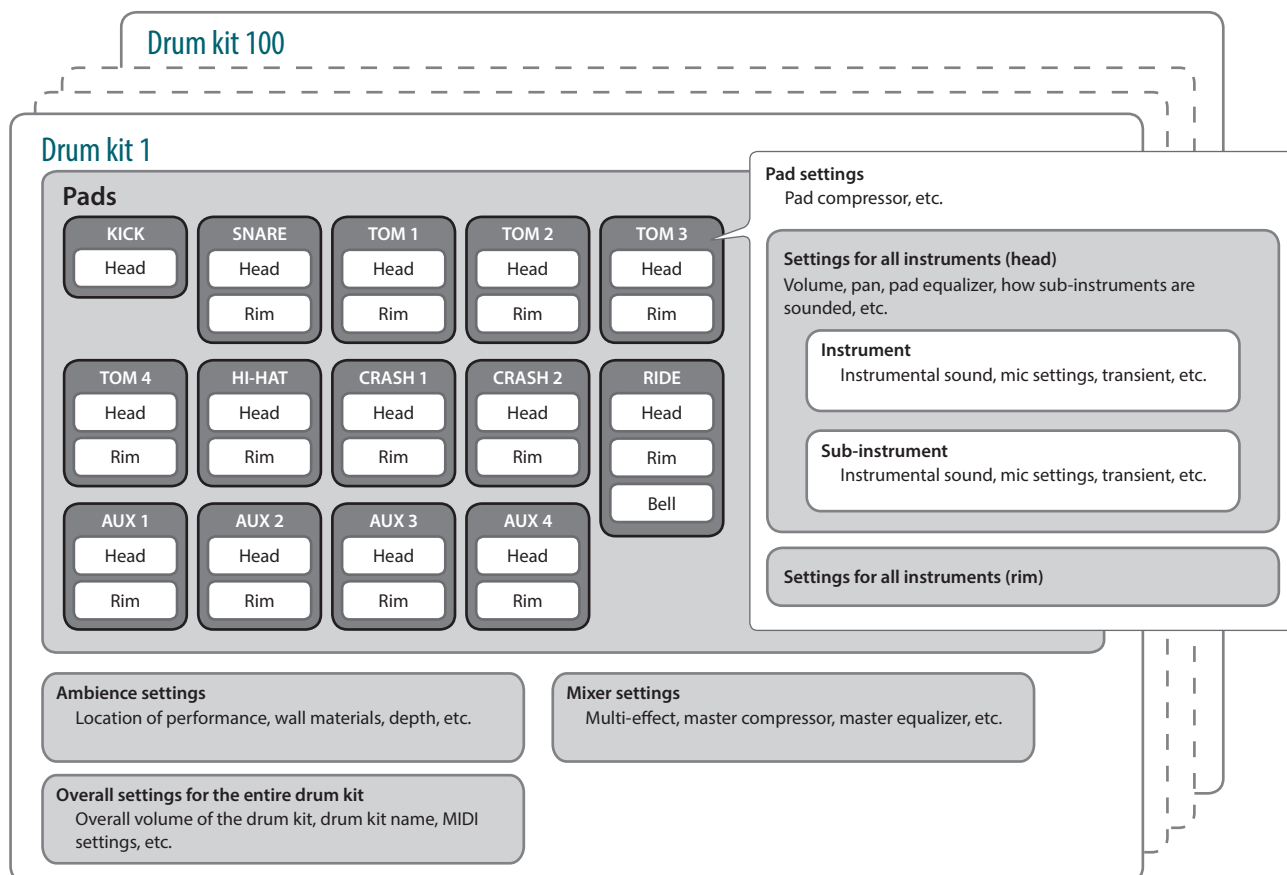 Drum kit 100
Drum kit 1
Pads
KICK
Head
SNARE
Head
Rim
TOM 1
Head
Rim
TOM 2
Head
Rim
TOM 3
Head
Rim
TOM 4
Head
Rim
HI-HAT
Head
Rim
CRASH 1
Head
Rim
CRASH 2
Head
Rim
RIDE
Head
Rim
Bell
AUX 1
Head
Rim
AUX 2
Head
Rim
AUX 3
Head
Rim
AUX 4
Head
Rim
Pad settings
Pad compressor, etc.
Settings for all instruments (head)
Volume, pan, pad equalizer, how sub-instruments are
sounded, etc.
Instrument
Instrumental sound, mic settings, transient, etc.
Sub-instrument
Instrumental sound, mic settings, transient, etc.
Settings for all instruments (rim)
Ambience settings
Location of performance, wall materials, depth, etc.
Mixer settings
Multi-effect, master compressor, master equalizer, etc.
Overall settings for the entire drum kit
Overall volume of the drum kit, drum kit name, MIDI
settings, etc.